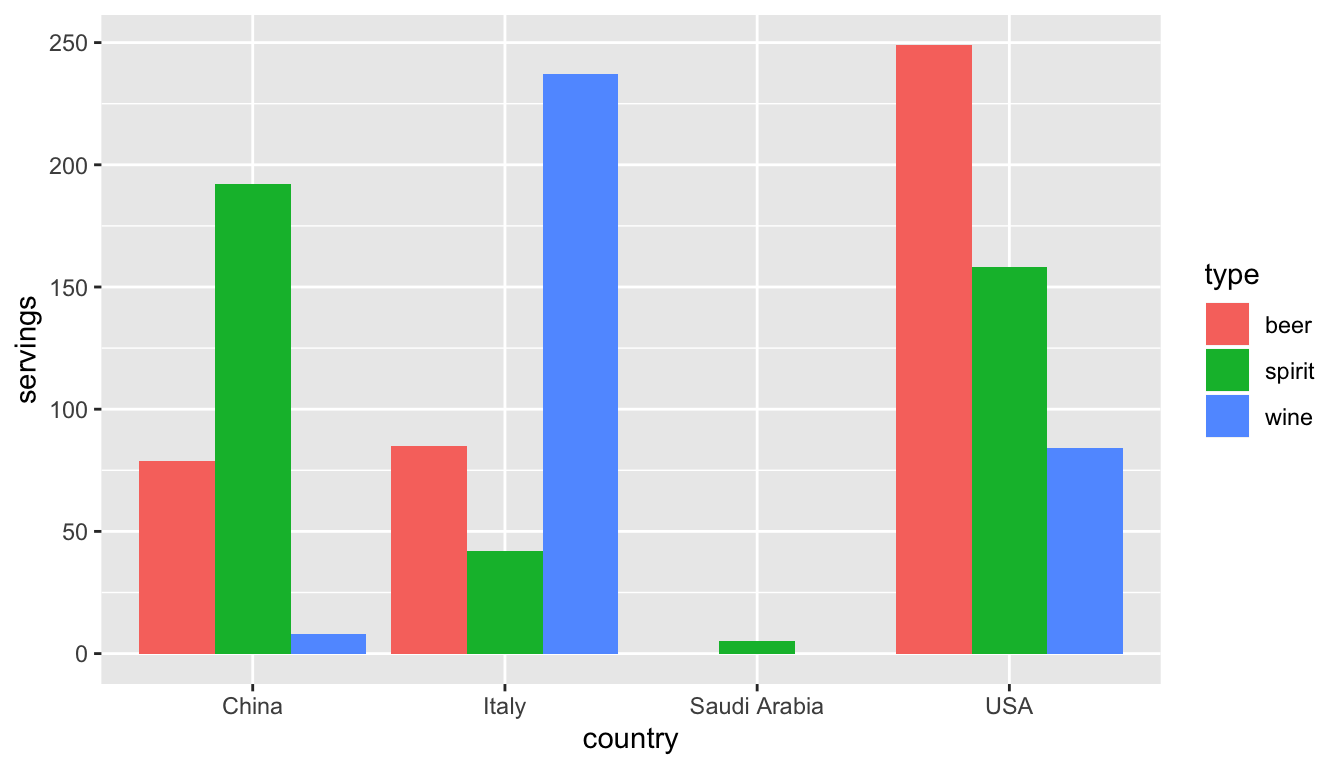 250
200
150
100
50
0
servings
China Italy Saudi Arabia USA
country
type
beer
spirit
wine